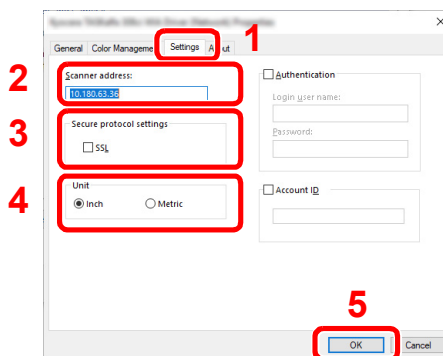 1
General Color Manageme Settings A ut
2
Scanner address:
10.180.63.36
Authentication
Login user name:
Password:
3
Secure protocol settings
SSL
4
Unit
Inch Metric
Account ID
5
OK Cancel